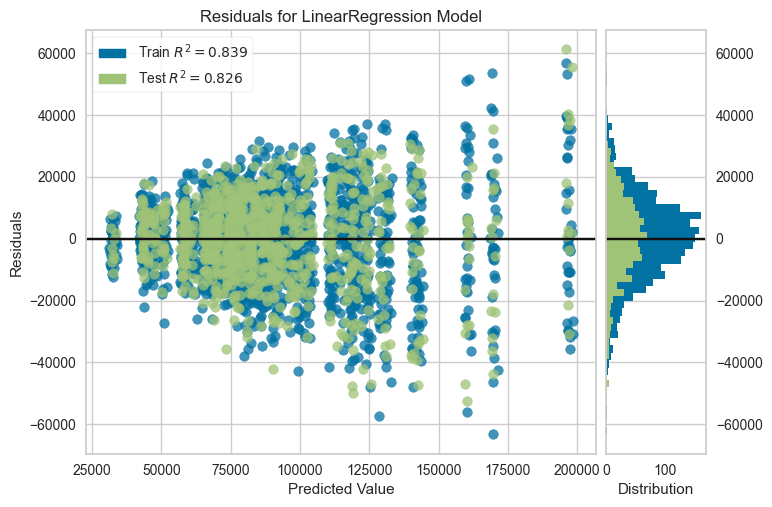 Residuals for LinearRegression Model
Train R² = 0.839
Test R² = 0.826
Residuals
60000
40000
20000
0
−20000
−40000
−60000
25000 50000 75000 100000 125000 150000 175000 200000
Predicted Value
60000
40000
20000
0
−20000
−40000
−60000
0 100
Distribution